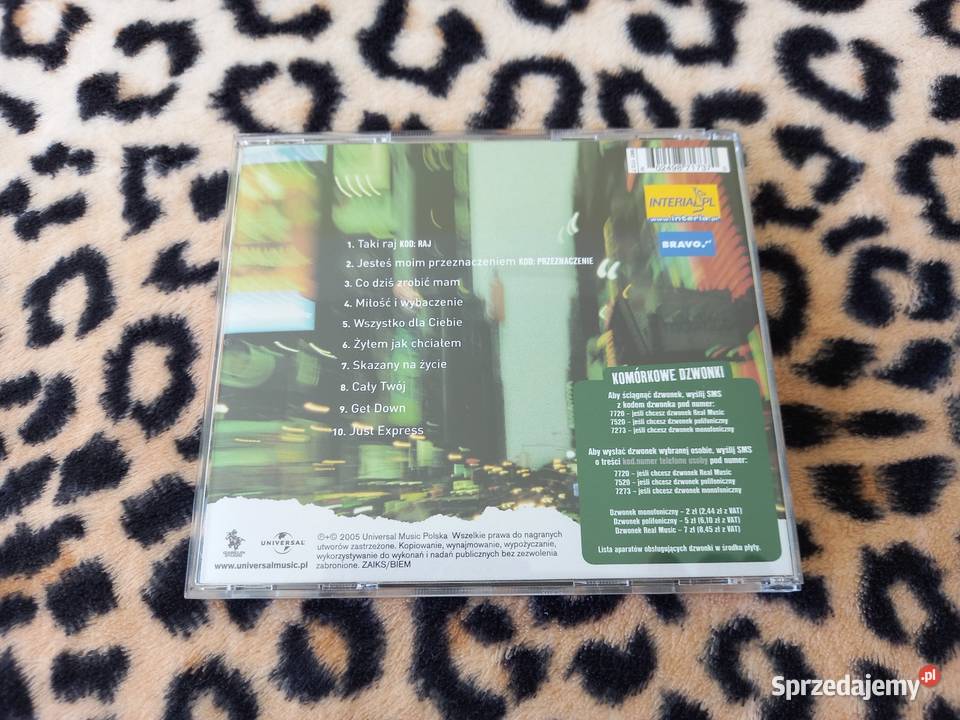 1. Taki raj KOD: RAJ
2. Jesteś moim przeznaczeniem KOD: PRZEZNACZENIE
3. Co dziś zrobić mam
4. Miłość i wybaczenie
5. Wszystko dla Ciebie
6. Żyłem jak chciałem
7. Skazany na życie
8. Cały Twój
9. Get Down
10. Just Express
INTERIA.PL
www.interia.pl
BRAVO.pl
KOMÓRKOWE DZWONKI
Aby ściągnąć dzwonek, wyślij SMS
z kodem dzwonka pod numer:
7720 - jeśli chcesz dzwonek Real Music
7520 - jeśli chcesz dzwonek polifoniczny
7273 - jeśli chcesz dzwonek monofoniczny
Aby wysłać dzwonek wybranej osobie, wyślij SMS
o treści kod.numer telefonu osoby pod numer:
7720 - jeśli chcesz dzwonek Real Music
7520 - jeśli chcesz dzwonek polifoniczny
7273 - jeśli chcesz dzwonek monofoniczny
Dzwonek monofoniczny – 2 zł (2,44 zł z VAT)
Dzwonek polifoniczny – 5 zł (6,10 zł z VAT)
Dzwonek Real Music – 7 zł (8,45 zł z VAT)
Lista aparatów obsługujących dzwonki w środku płyty.
UNIVERSAL
www.universalmusic.pl
℗+© 2005 Universal Music Polska Wszelkie prawa do nagranych
utworów zastrzeżone. Kopiowanie, wynajmowanie, wypożyczanie,
wykorzystywanie do wykonań i nadań publicznych bez zezwolenia
zabronione. ZAIKS/BIEM
Sprzedajemy.pl